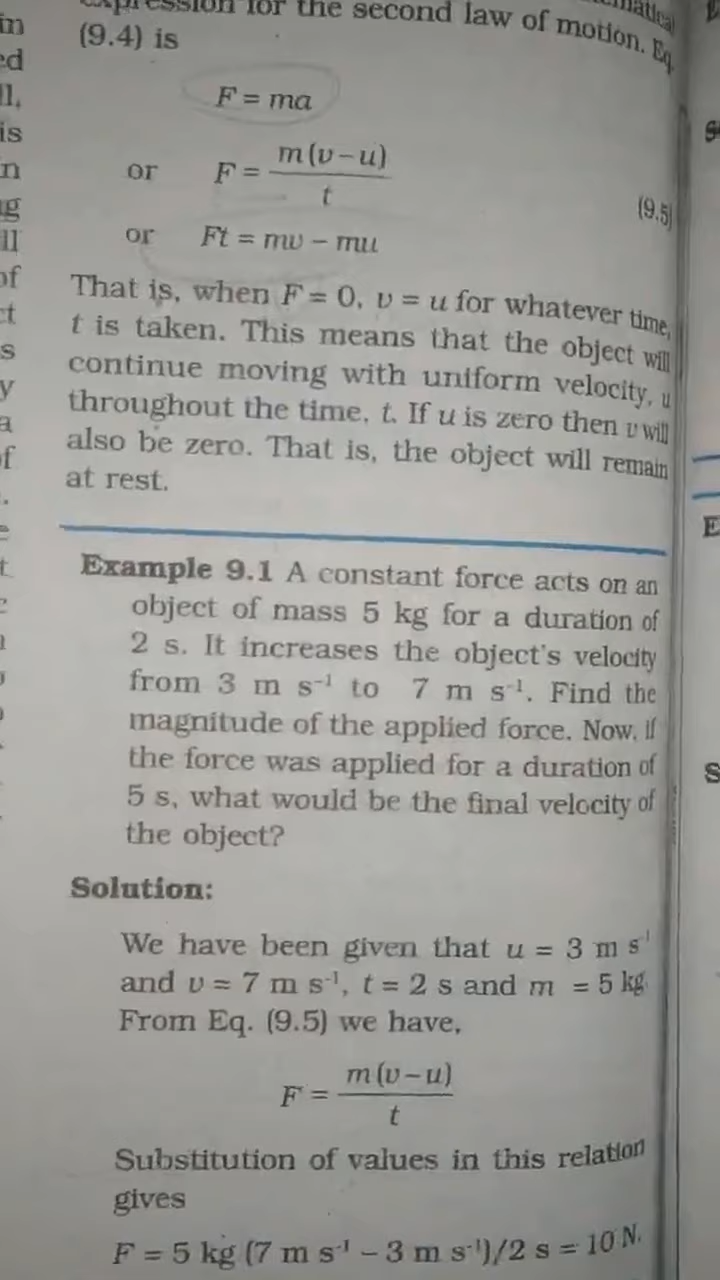 expression for the second law of motion. Eq.
(9.4) is
F = ma
or F = m(v – u) / t
(9.5)
or Ft = mv – mu
That is, when F = 0, v = u for whatever time,
t is taken. This means that the object will
continue moving with uniform velocity, u
throughout the time, t. If u is zero then v will
also be zero. That is, the object will remain
at rest.
Example 9.1 A constant force acts on an
object of mass 5 kg for a duration of
2 s. It increases the object's velocity
from 3 m s⁻¹ to 7 m s⁻¹. Find the
magnitude of the applied force. Now, if
the force was applied for a duration of
5 s, what would be the final velocity of
the object?
Solution:
We have been given that u = 3 m s⁻¹
and v = 7 m s⁻¹, t = 2 s and m = 5 kg.
From Eq. (9.5) we have,
F = m(v – u) / t
Substitution of values in this relation
gives
F = 5 kg (7 m s⁻¹ – 3 m s⁻¹)/2 s = 10 N.